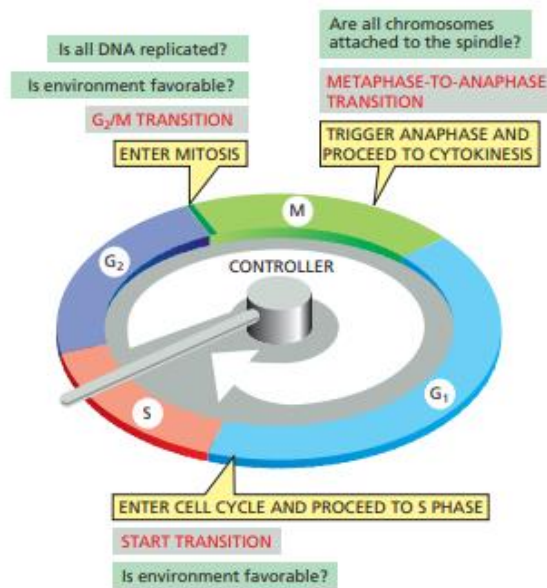 Is all DNA replicated?
Is environment favorable?
G₂/M TRANSITION
ENTER MITOSIS
Are all chromosomes
attached to the spindle?
METAPHASE-TO-ANAPHASE
TRANSITION
TRIGGER ANAPHASE AND
PROCEED TO CYTOKINESIS
M
G₂
CONTROLLER
G₁
S
ENTER CELL CYCLE AND PROCEED TO S PHASE
START TRANSITION
Is environment favorable?